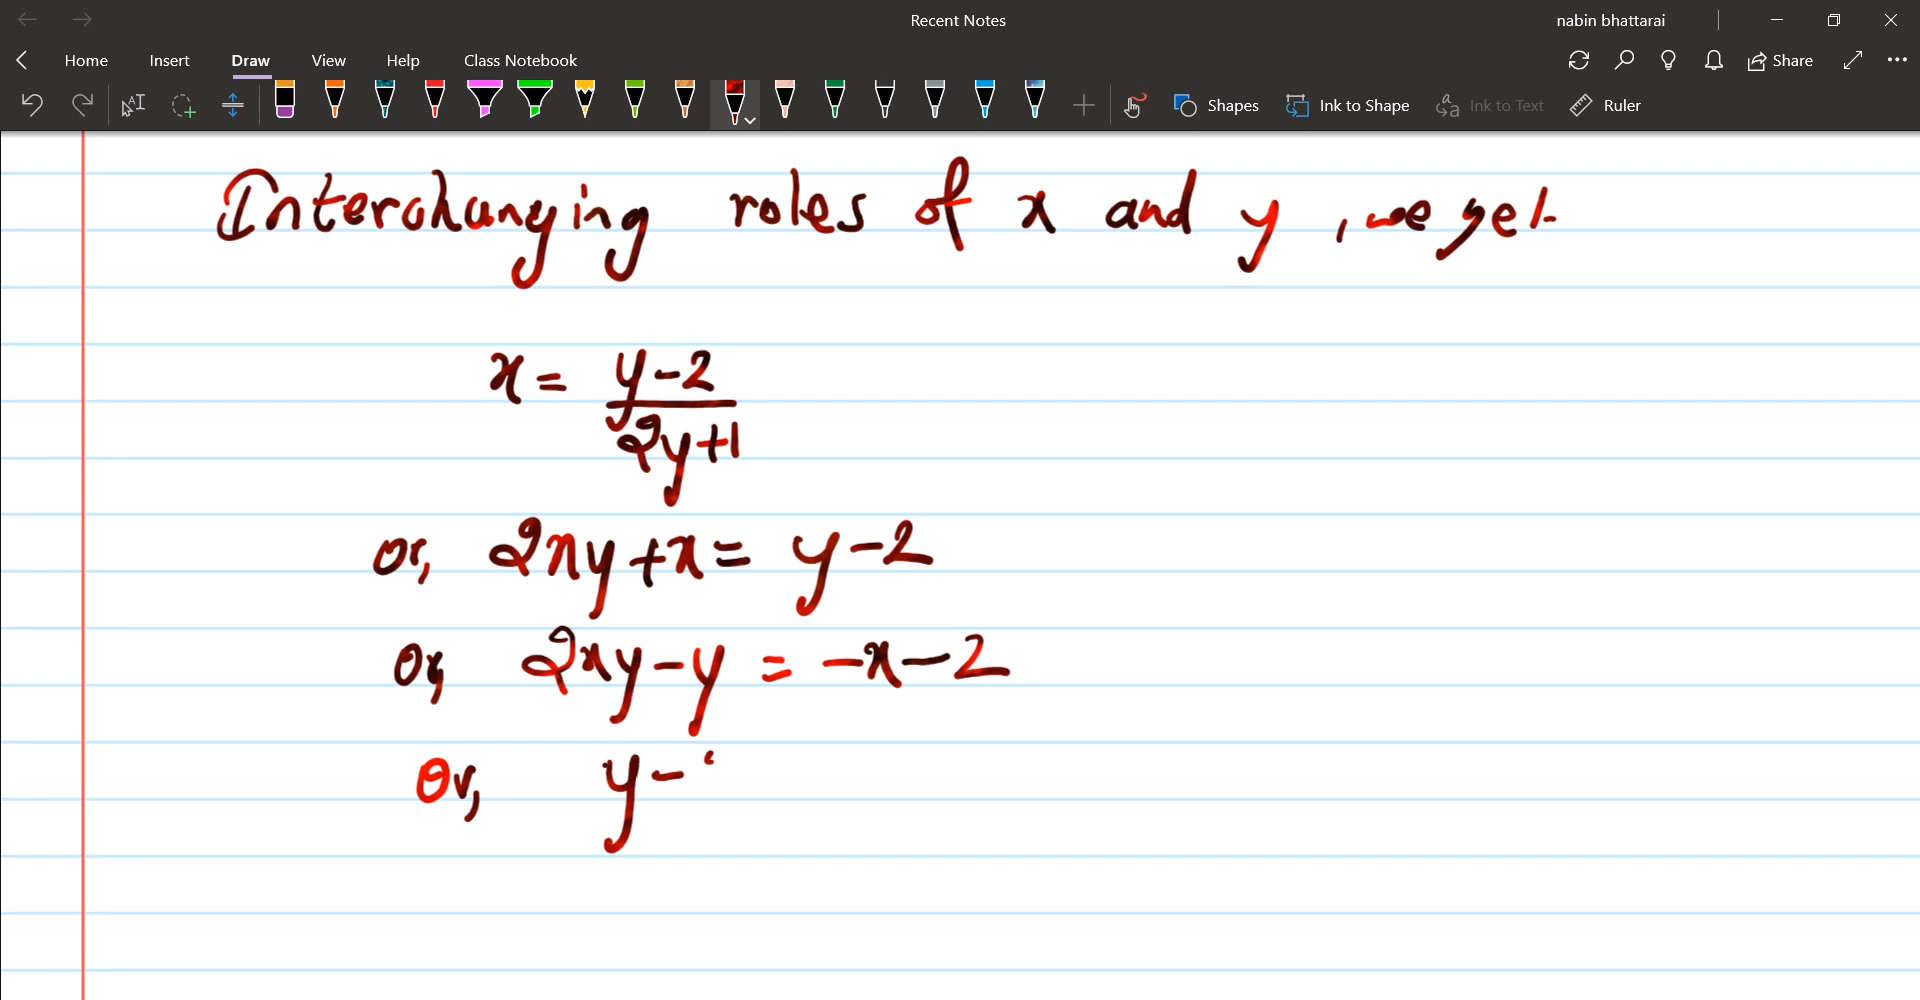 Recent Notes
nabin bhattarai
Home Insert Draw View Help Class Notebook
Share
Shapes Ink to Shape Ink to Text Ruler
Interchanging roles of x and y, we get
x = y-2
2y+1
or, 2xy+x = y-2
Or, 2xy-y = -x-2
Or, y-